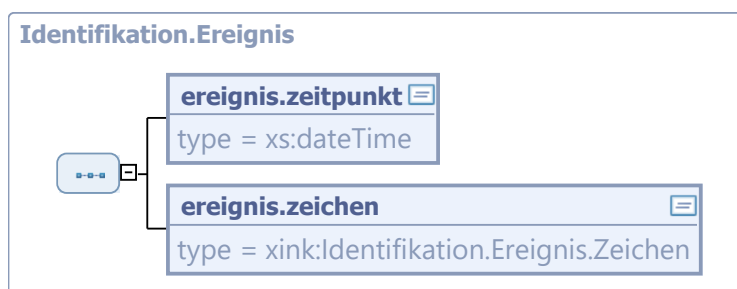 Identifikation.Ereignis
ereignis.zeitpunkt
type = xs:dateTime
ereignis.zeichen
type = xink:Identifikation.Ereignis.Zeichen